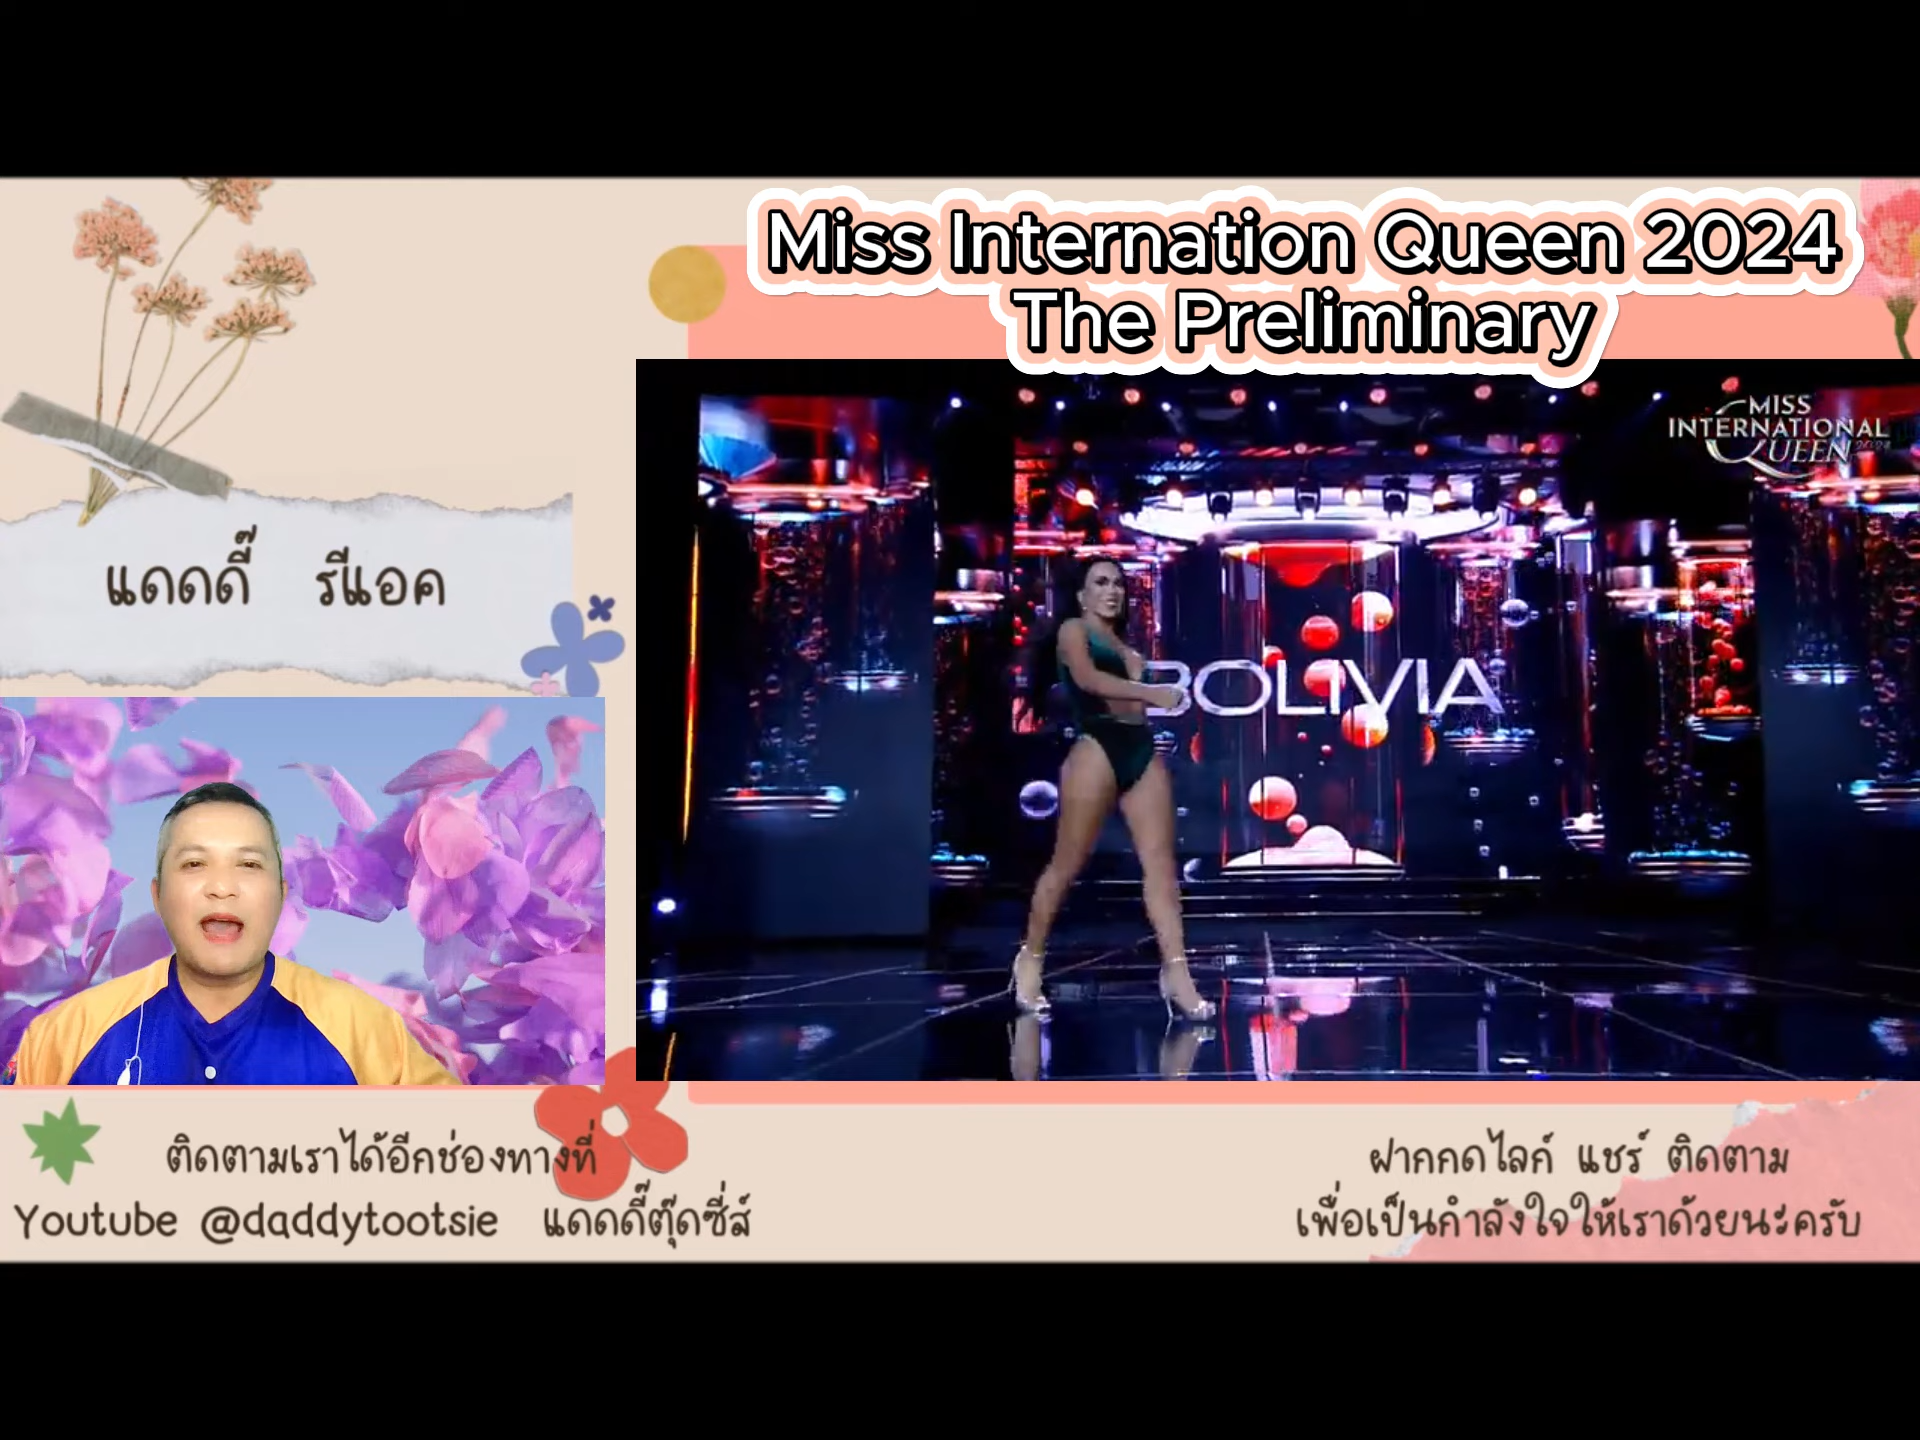 Miss Internation Queen 2024
The Preliminary
MISS
INTERNATIONAL
QUEEN 2024
แดดดี๊ รีแอค
BOLIVIA
ติดตามเราได้อีกช่องทางที่
Youtube @daddytootsie แดดดี๊ตุ๊ดซี่ส์
ฝากกดไลก์ แชร์ ติดตาม
เพื่อเป็นกำลังใจให้เราด้วยนะครับ